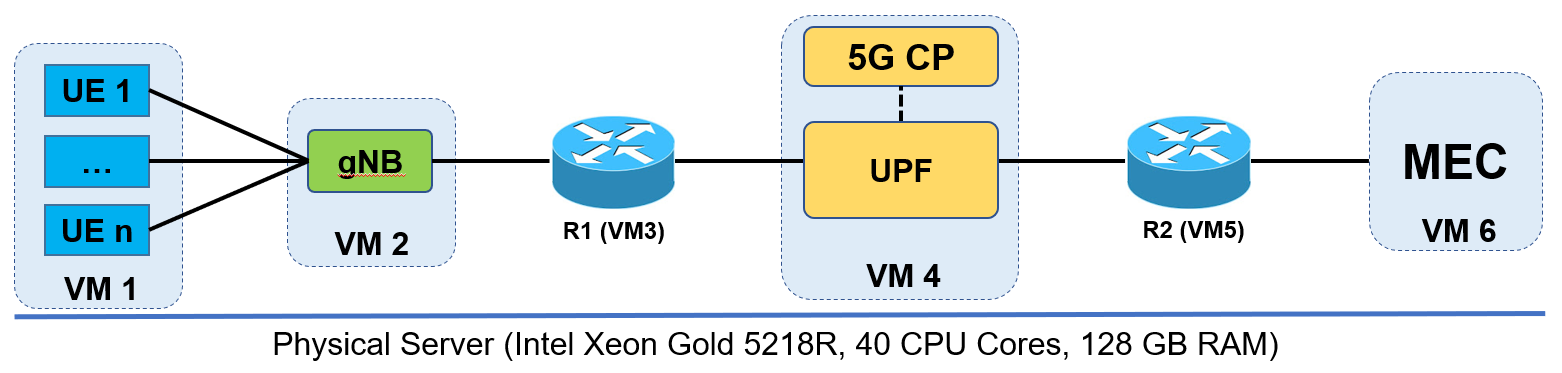 UE 1
...
UE n
VM 1
gNB
VM 2
R1 (VM3)
5G CP
UPF
VM 4
R2 (VM5)
MEC
VM 6
Physical Server (Intel Xeon Gold 5218R, 40 CPU Cores, 128 GB RAM)